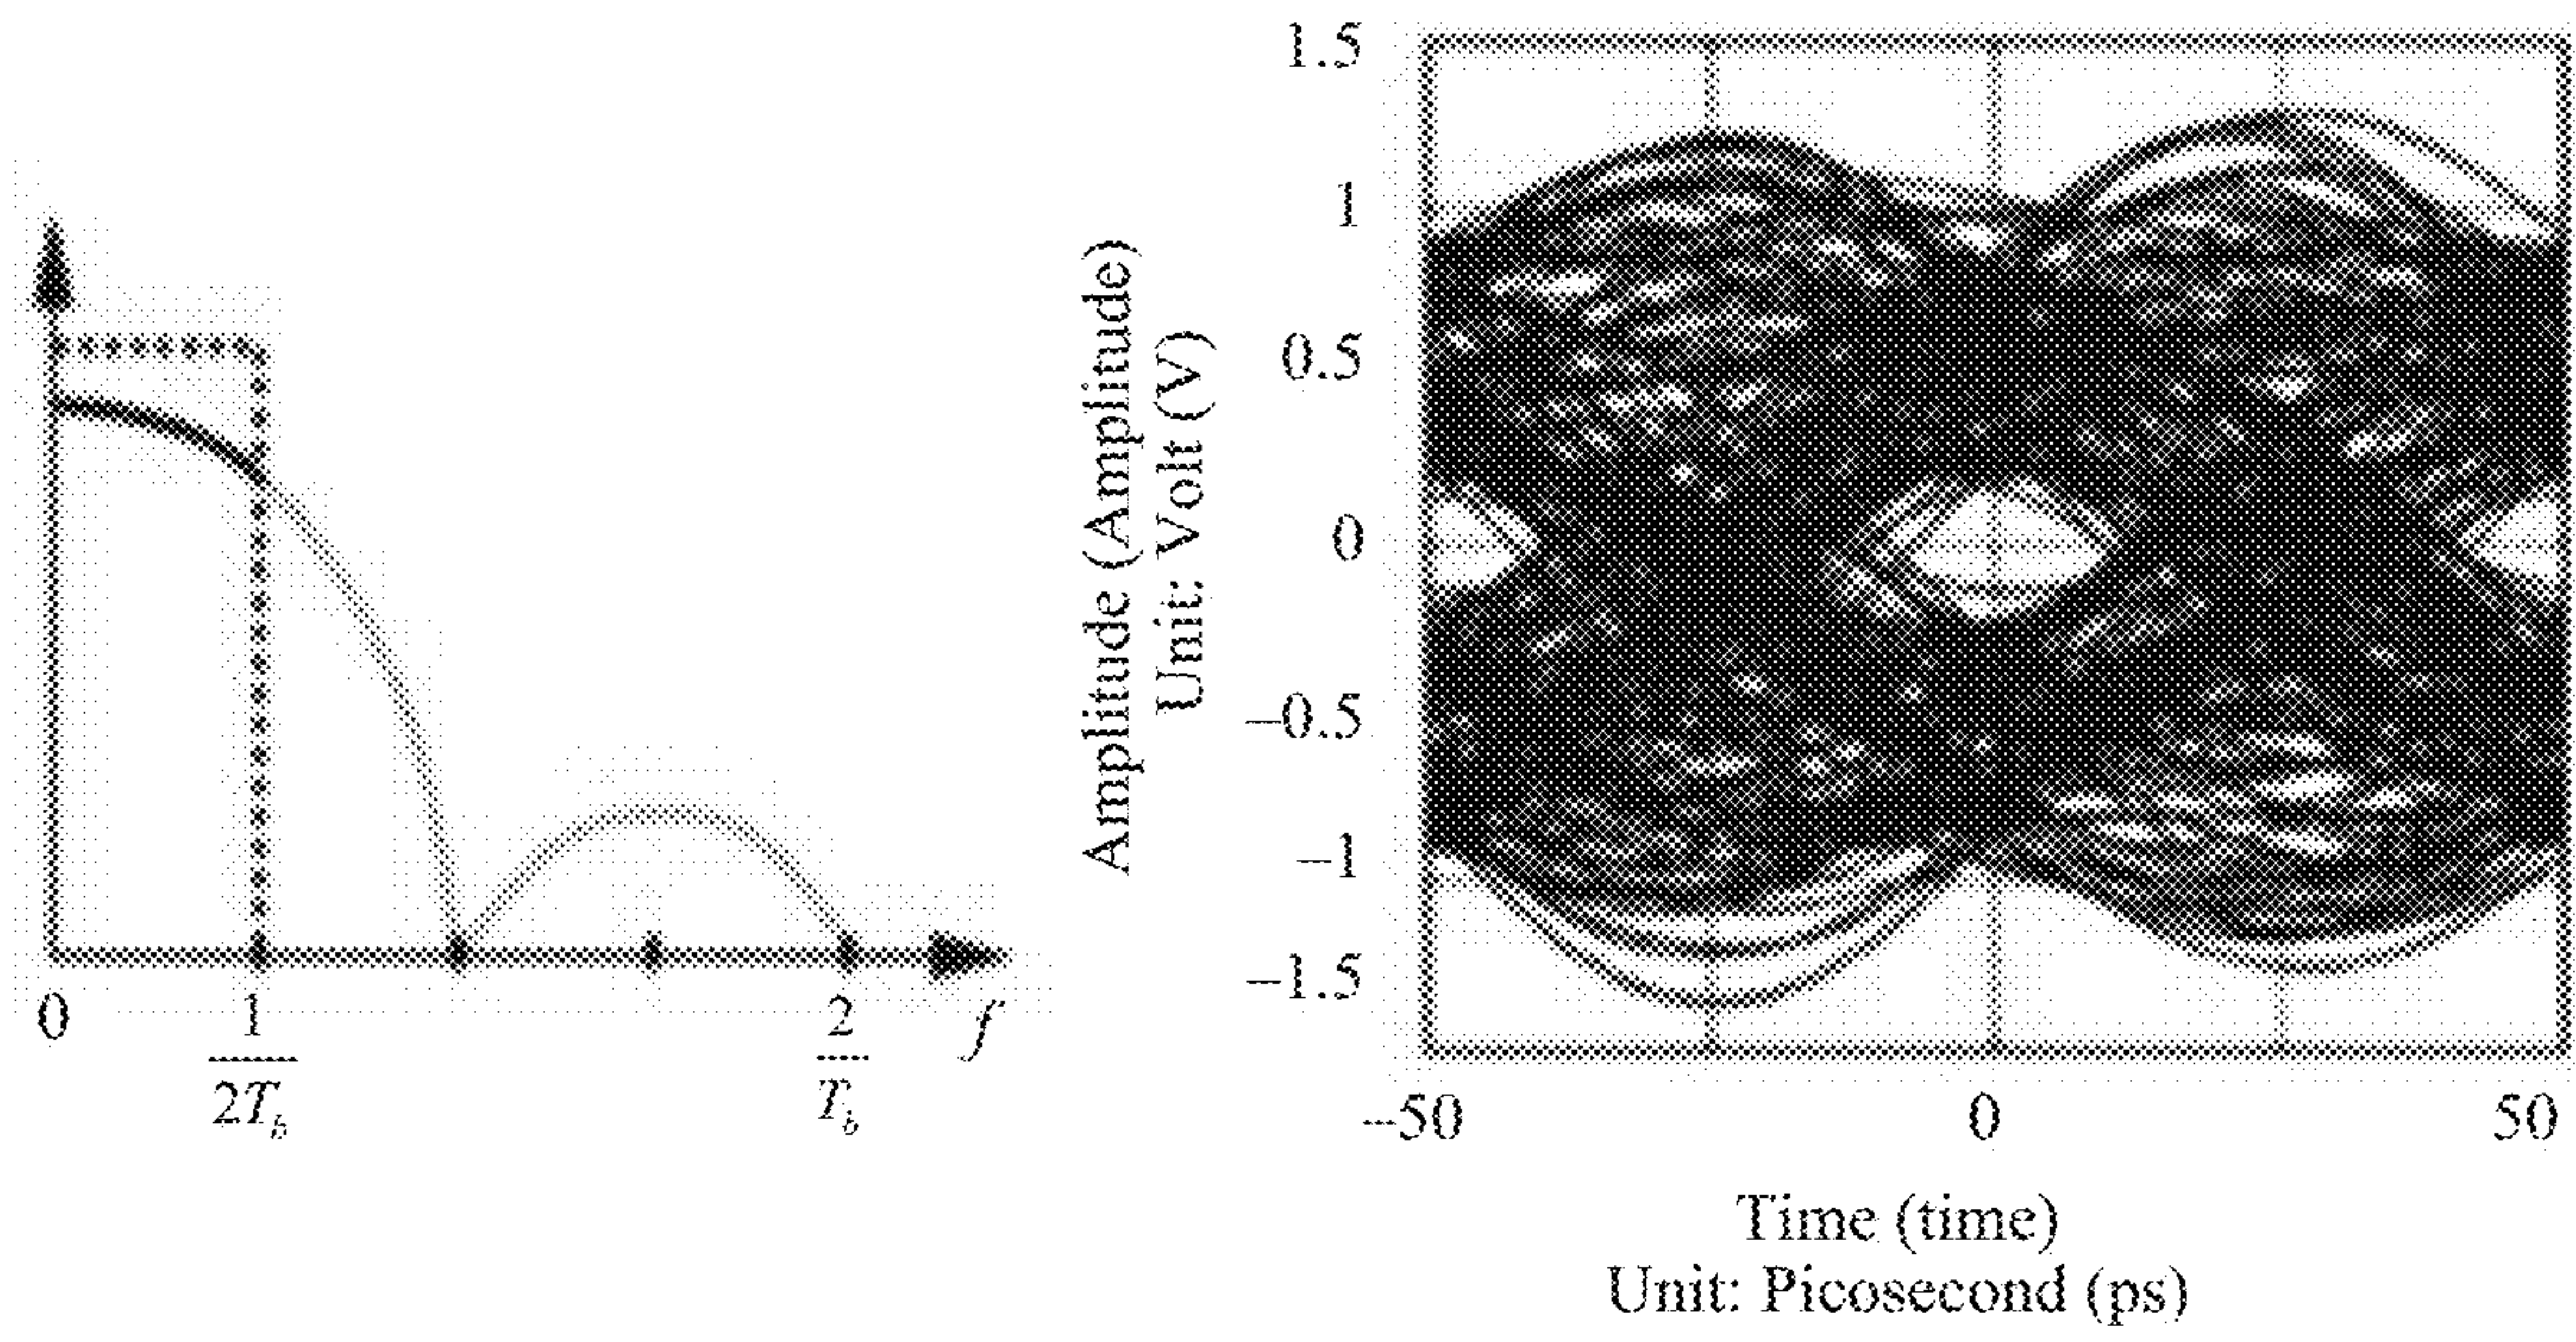 0
1
2T_b
2
T_b
f
Amplitude (Amplitude)
Unit: Volt (V)
1.5
1
0.5
0
–0.5
–1
–1.5
–50
0
50
Time (time)
Unit: Picosecond (ps)